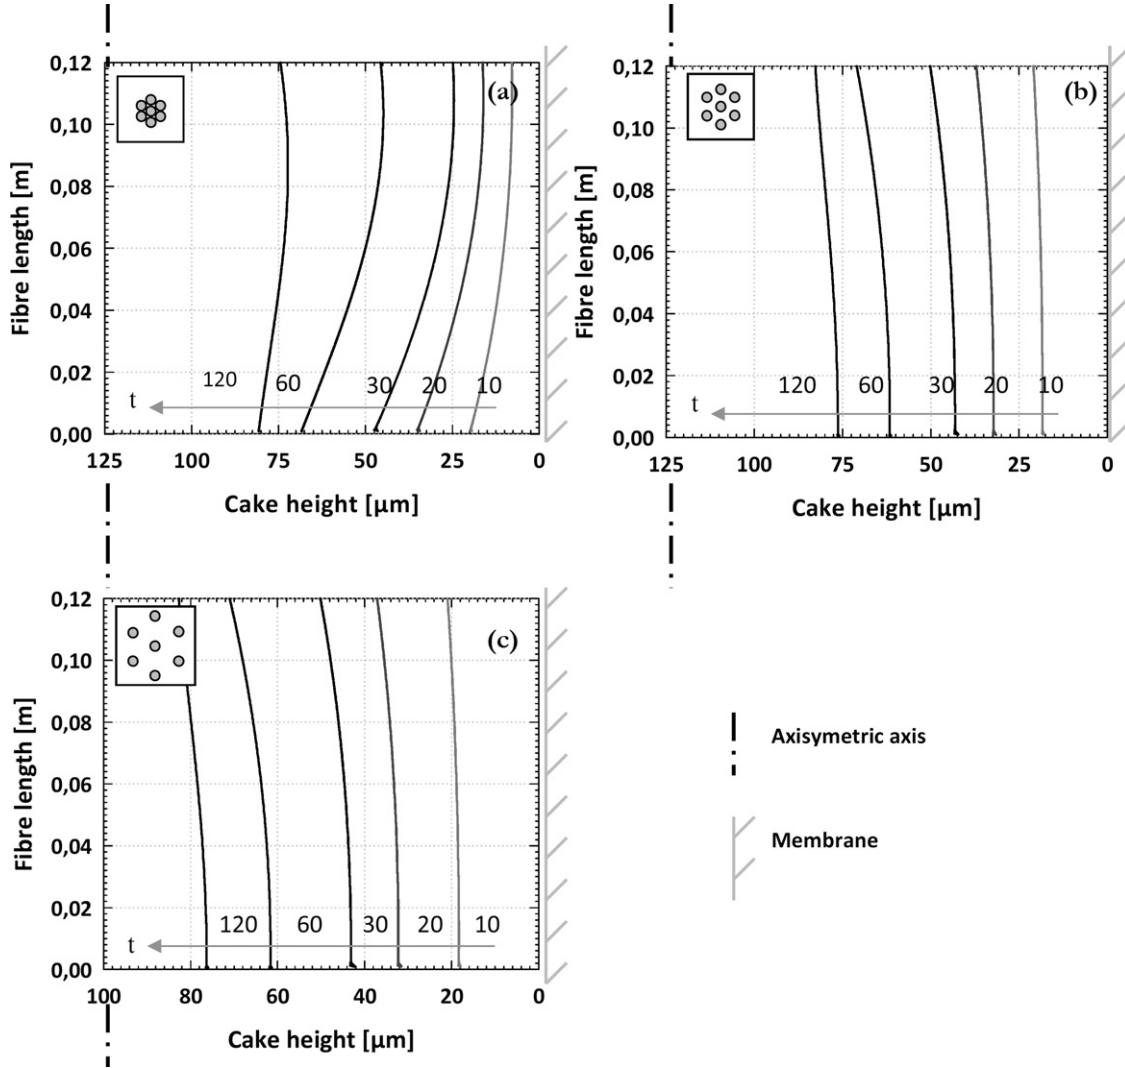 0,12
(a)
0,10
0,08
0,06
0,04
0,02
0,00
Fibre length [m]
120 60 30 20 10
t
125 100 75 50 25 0
Cake height [μm]
0,12
(b)
0,10
0,08
0,06
0,04
0,02
0,00
Fibre length [m]
120 60 30 20 10
t
125 100 75 50 25 0
Cake height [μm]
0,12
(c)
0,10
0,08
0,06
0,04
0,02
0,00
Fibre length [m]
120 60 30 20 10
t
100 80 60 40 20 0
Cake height [μm]
Axisymetric axis
Membrane